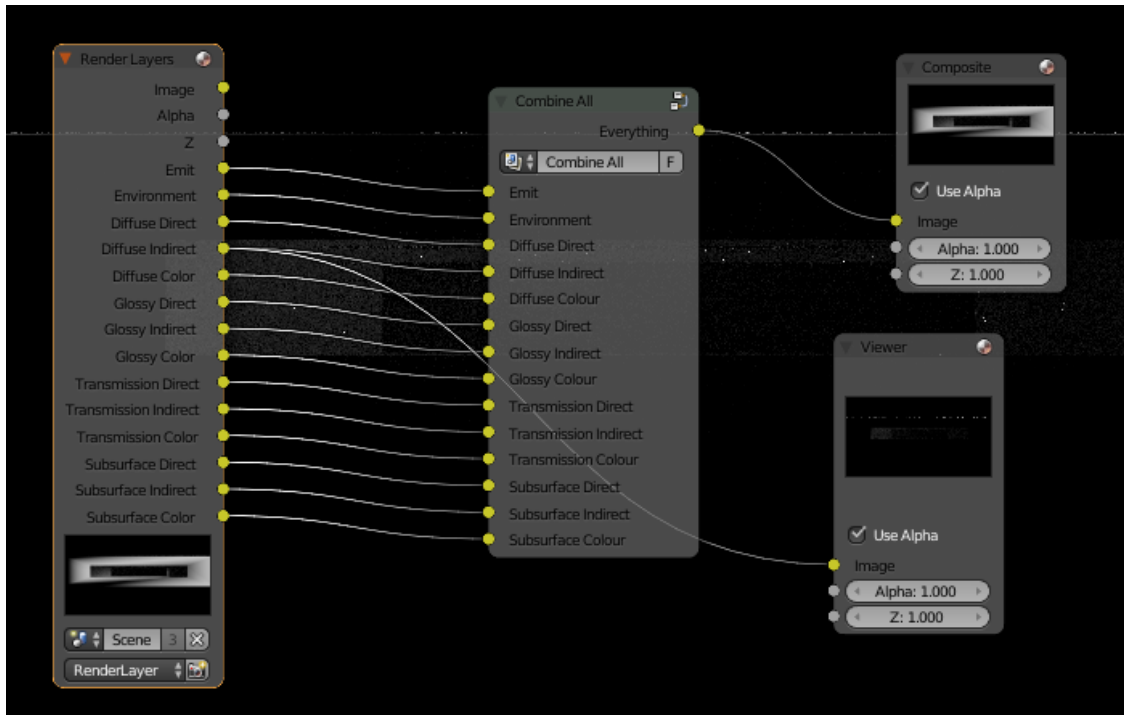 Render Layers
Image
Alpha
Z
Emit
Environment
Diffuse Direct
Diffuse Indirect
Diffuse Color
Glossy Direct
Glossy Indirect
Glossy Color
Transmission Direct
Transmission Indirect
Transmission Color
Subsurface Direct
Subsurface Indirect
Subsurface Color
Scene 3
RenderLayer
Combine All
Everything
Combine All F
Emit
Environment
Diffuse Direct
Diffuse Indirect
Diffuse Colour
Glossy Direct
Glossy Indirect
Glossy Colour
Transmission Direct
Transmission Indirect
Transmission Colour
Subsurface Direct
Subsurface Indirect
Subsurface Colour
Composite
Use Alpha
Image
Alpha: 1.000
Z: 1.000
Viewer
Use Alpha
Image
Alpha: 1.000
Z: 1.000